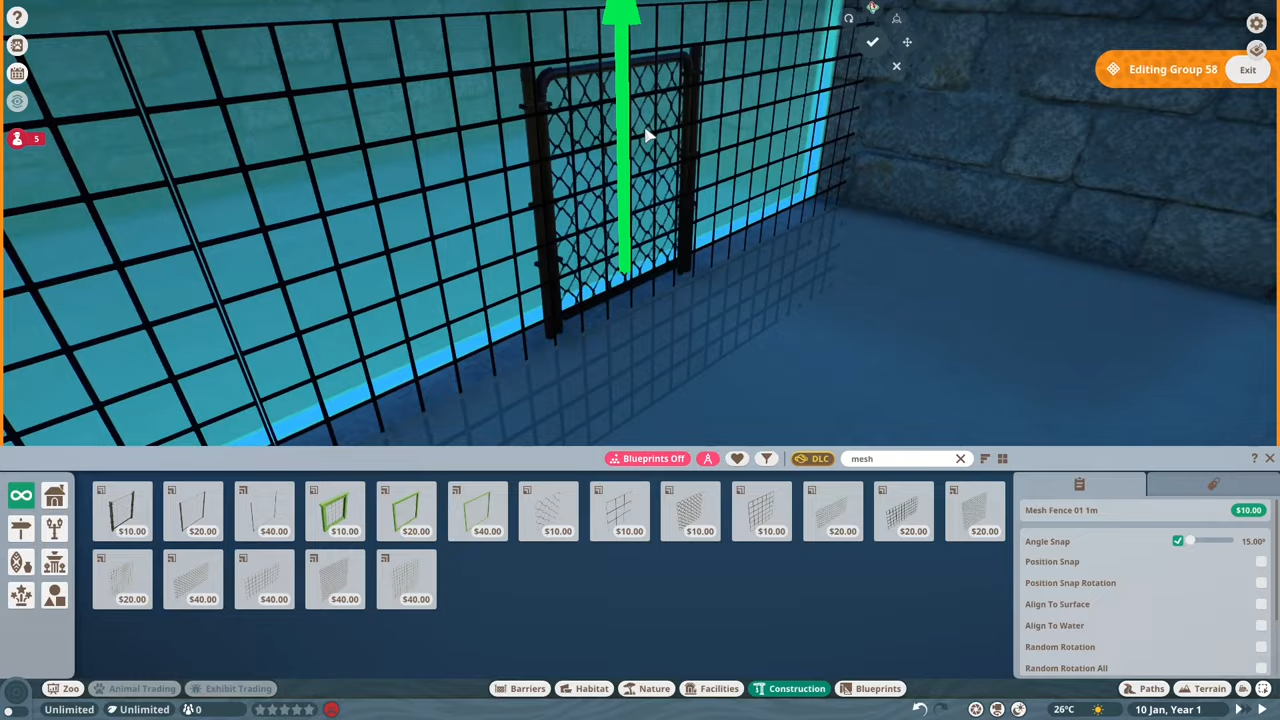 ?
Editing Group 58
Exit
5
Blueprints Off
DLC
mesh
?
$10.00
$20.00
$40.00
$10.00
$20.00
$40.00
$10.00
$10.00
$10.00
$10.00
$20.00
$20.00
$20.00
$20.00
$40.00
$40.00
$40.00
$40.00
Mesh Fence 01 1m
$10.00
Angle Snap
15.00°
Position Snap
Position Snap Rotation
Align To Surface
Align To Water
Random Rotation
Random Rotation All
Zoo
Animal Trading
Exhibit Trading
Barriers
Habitat
Nature
Facilities
Construction
Blueprints
Paths
Terrain
Unlimited
Unlimited
0
26°C
10 Jan, Year 1